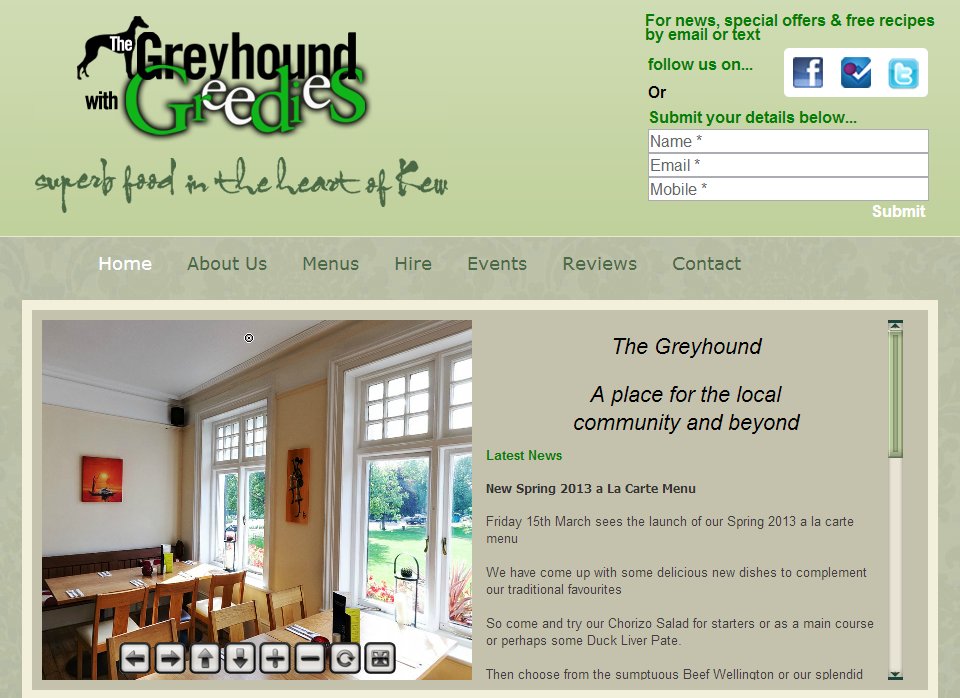 The Greyhound
with Greedies
superb food in the heart of Kew
For news, special offers & free recipes
by email or text
follow us on...
Or
Submit your details below...
Name *
Email *
Mobile *
Submit
Home About Us Menus Hire Events Reviews Contact
The Greyhound
A place for the local
community and beyond
Latest News
New Spring 2013 a La Carte Menu
Friday 15th March sees the launch of our Spring 2013 a la carte
menu
We have come up with some delicious new dishes to complement
our traditional favourites
So come and try our Chorizo Salad for starters or as a main course
or perhaps some Duck Liver Pate.
Then choose from the sumptuous Beef Wellington or our splendid